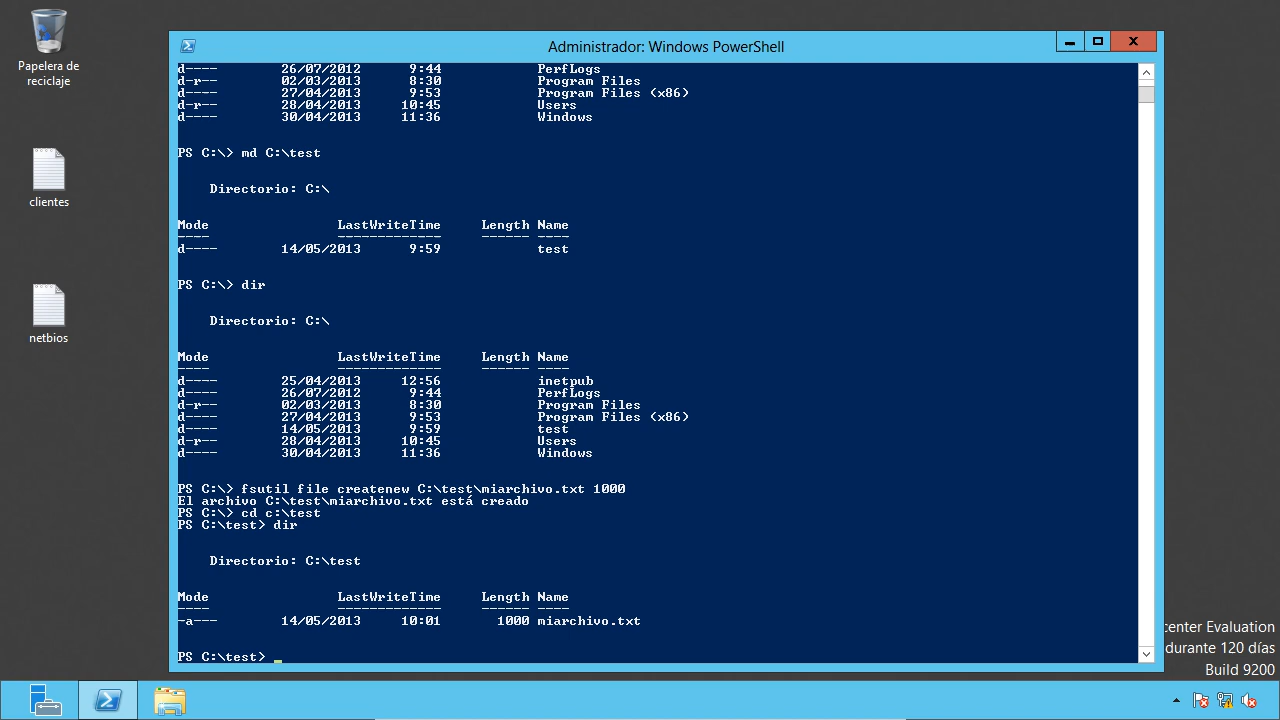 Papelera de
reciclaje
clientes
netbios
Administrador: Windows PowerShell
d---- 26/07/2012 9:44 PerfLogs
d-r-- 02/03/2013 8:30 Program Files
d---- 27/04/2013 9:53 Program Files (x86)
d-r-- 28/04/2013 10:45 Users
d---- 30/04/2013 11:36 Windows
PS C:\> md C:\test
Directorio: C:\
Mode LastWriteTime Length Name
---- ------------- ------ ----
d---- 14/05/2013 9:59 test
PS C:\> dir
Directorio: C:\
Mode LastWriteTime Length Name
---- ------------- ------ ----
d---- 25/04/2013 12:56 inetpub
d---- 26/07/2012 9:44 PerfLogs
d-r-- 02/03/2013 8:30 Program Files
d---- 27/04/2013 9:53 Program Files (x86)
d---- 14/05/2013 9:59 test
d-r-- 28/04/2013 10:45 Users
d---- 30/04/2013 11:36 Windows
PS C:\> fsutil file createnew C:\test\miarchivo.txt 1000
El archivo C:\test\miarchivo.txt está creado
PS C:\> cd c:\test
PS C:\test> dir
Directorio: C:\test
Mode LastWriteTime Length Name
---- ------------- ------ ----
-a--- 14/05/2013 10:01 1000 miarchivo.txt
PS C:\test>
center Evaluation
durante 120 días
Build 9200